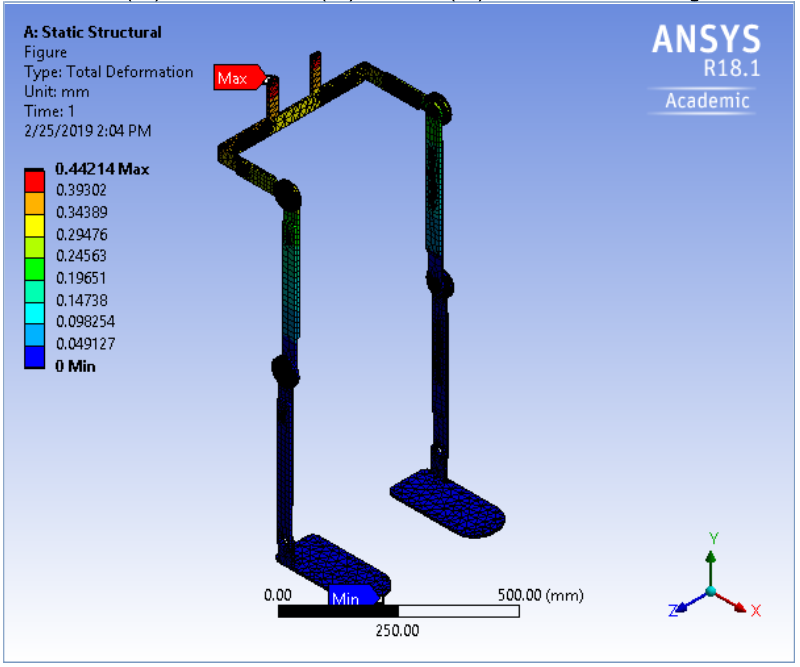 A: Static Structural
Figure
Type: Total Deformation
Unit: mm
Time: 1
2/25/2019 2:04 PM
0.44214 Max
0.39302
0.34389
0.29476
0.24563
0.19651
0.14738
0.098254
0.049127
0 Min
Max
ANSYS
R18.1
Academic
Min
0.00
500.00 (mm)
250.00
Y
Z
X